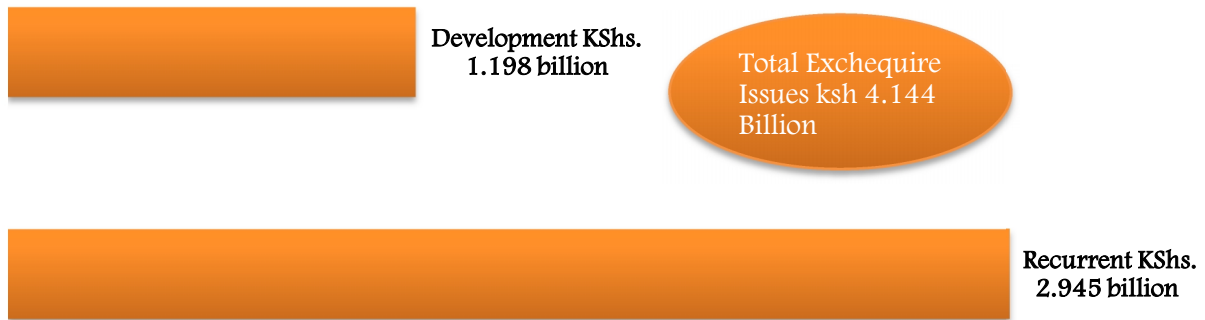 Development KShs.
1.198 billion
Total Exchequire
Issues ksh 4.144
Billion
Recurrent KShs.
2.945 billion